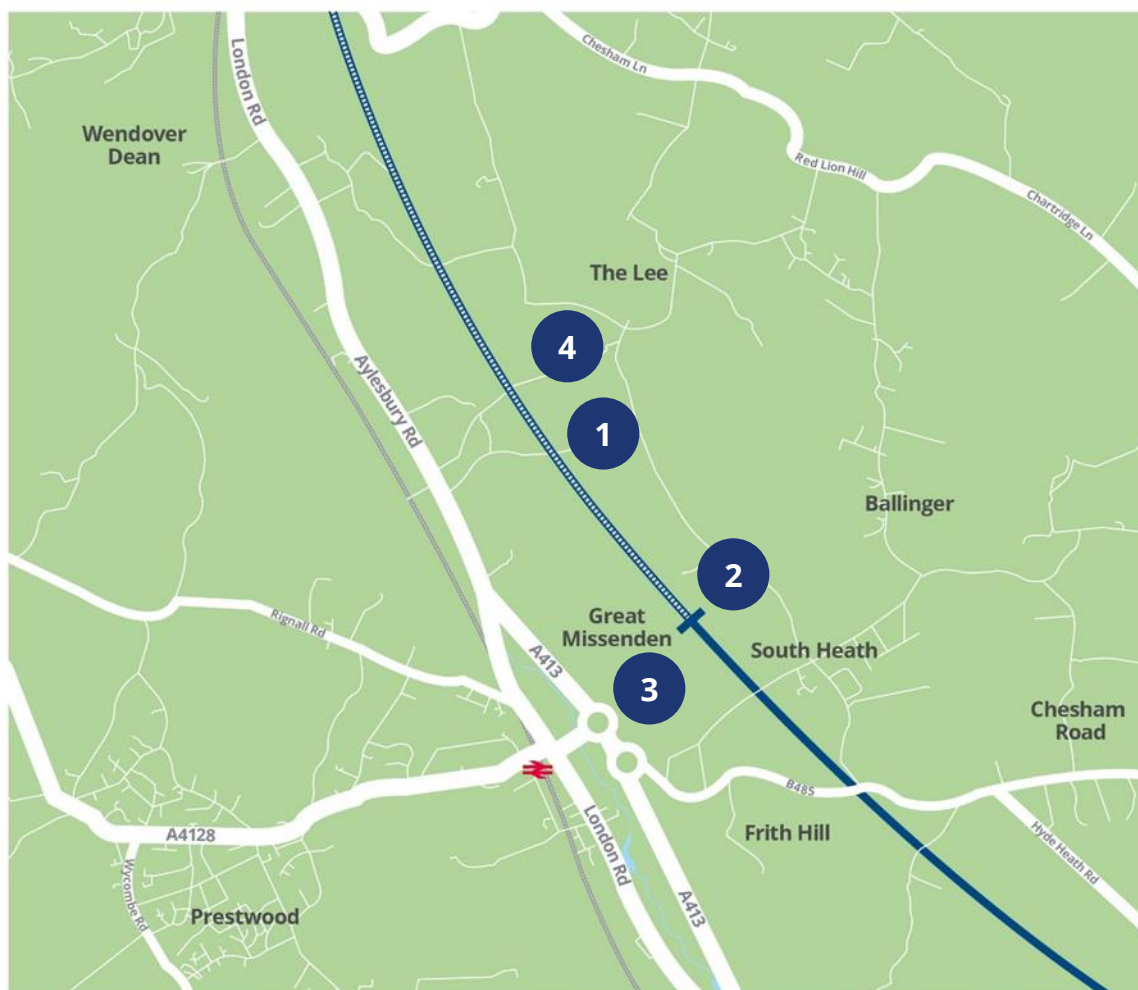 London Rd
Chesham Ln
Wendover
Dean
Red Lion Hill
Chartridge Ln
The Lee
4
Aylesbury Rd
1
Ballinger
2
Great
Missenden
Rignall Rd
A413
South Heath
3
Chesham
Road
B485
A4128
Frith Hill
London Rd
Hyde Heath Rd
Wycombe Rd
A413
Prestwood